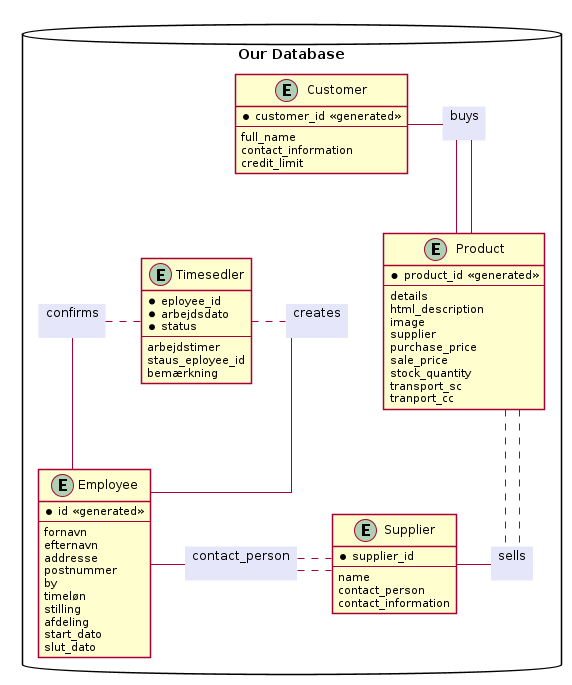 Our Database
E Customer
customer_id «generated»
full_name
contact_information
credit_limit
buys
E Product
product_id «generated»
details
html_description
image
supplier
purchase_price
sale_price
stock_quantity
transport_sc
tranport_cc
E Timesedler
eployee_id
arbejdsdato
status
arbejdstimer
staus_eployee_id
bemærkning
confirms
creates
E Employee
id «generated»
fornavn
efternavn
addresse
postnummer
by
timeløn
stilling
afdeling
start_dato
slut_dato
contact_person
E Supplier
supplier_id
name
contact_person
contact_information
sells